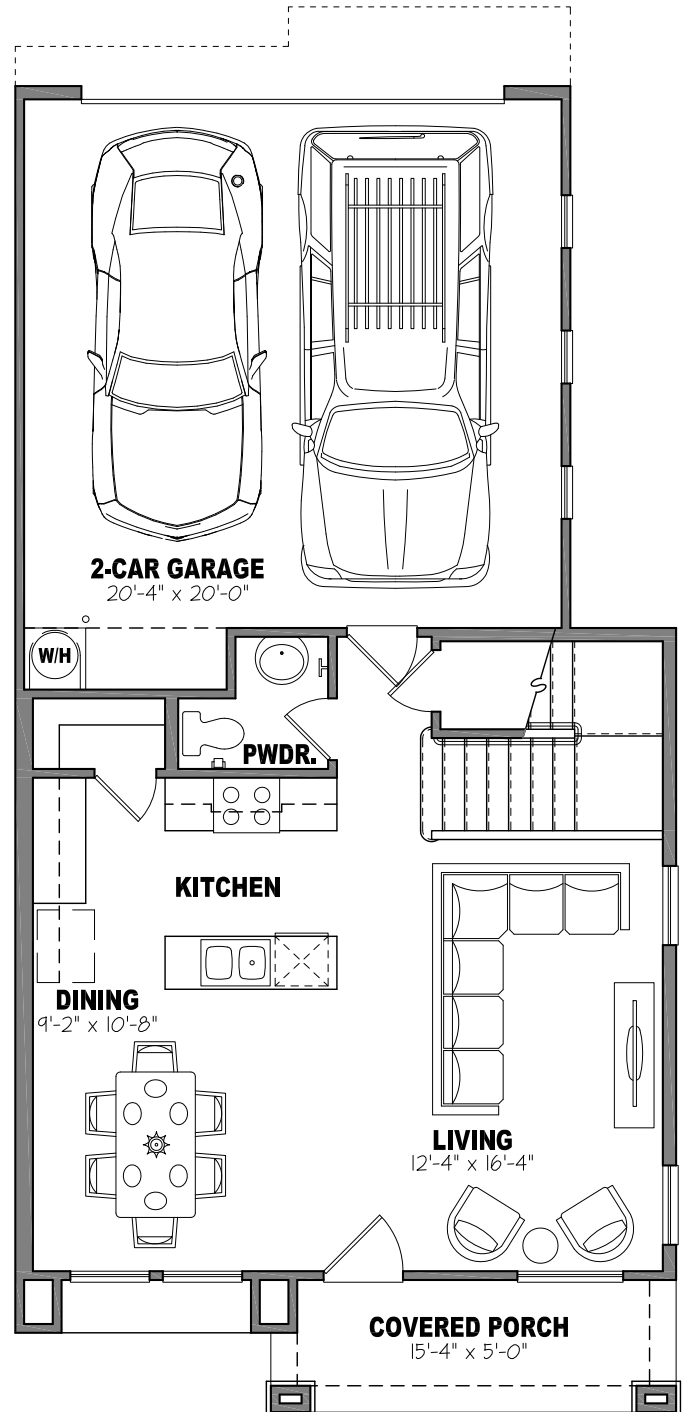 2-CAR GARAGE
20'-4" x 20'-0"
W/H
PWDR.
KITCHEN
DINING
9'-2" x 10'-8"
LIVING
12'-4" x 16'-4"
COVERED PORCH
15'-4" x 5'-0"